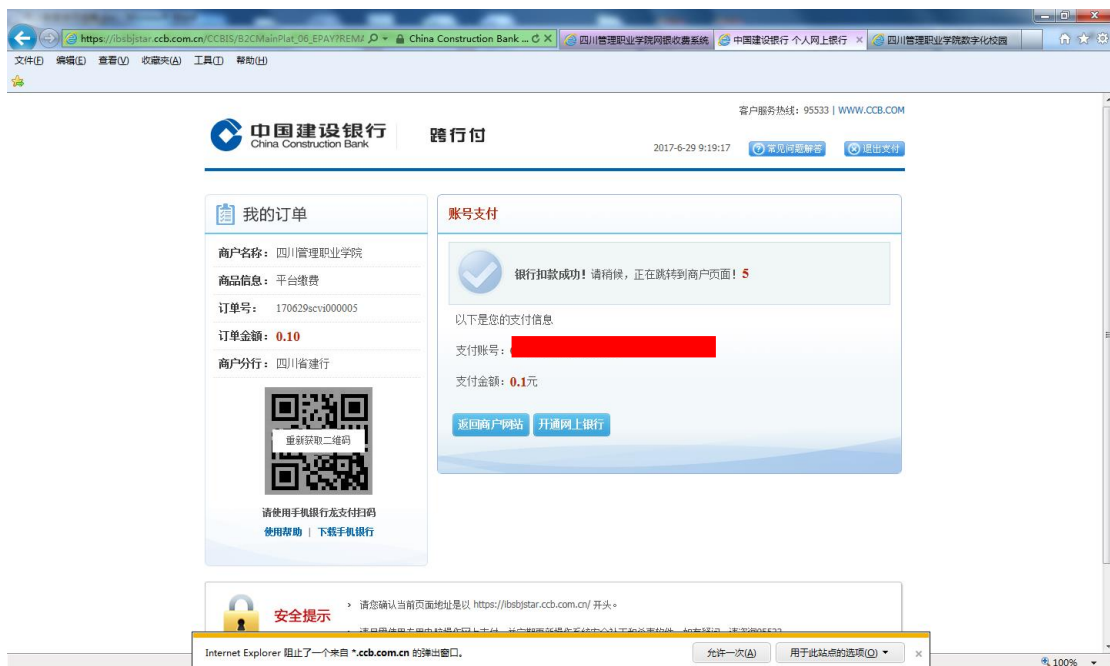 https://ibsbjstar.ccb.com.cn/CCBIS/B2CMainPlat_06_EPAY?REM China Construction Bank ... 四川管理职业学院网银收费系统 中国建设银行 个人网上银行 四川管理职业学院数字化校园
文件(F) 编辑(E) 查看(V) 收藏夹(A) 工具(T) 帮助(H)
客户服务热线：95533 | WWW.CCB.COM
中国建设银行
China Construction Bank
跨行付
2017-6-29 9:19:17 常见问题解答 退出支付
我的订单
商户名称：四川管理职业学院
商品信息：平台缴费
订单号：170629scvi000005
订单金额：0.10
商户分行：四川省建行
重新获取二维码
请使用手机银行龙支付扫码
使用帮助 | 下载手机银行
账号支付
银行扣款成功！请稍候，正在跳转到商户页面！5
以下是您的支付信息
支付账号：
支付金额：0.1元
返回商户网站 开通网上银行
安全提示
请您确认当前页面地址是以 https://ibsbjstar.ccb.com.cn/ 开头。
Internet Explorer 阻止了一个来自 *.ccb.com.cn 的弹出窗口。 允许一次(A) 用于此站点的选项(O)
100%